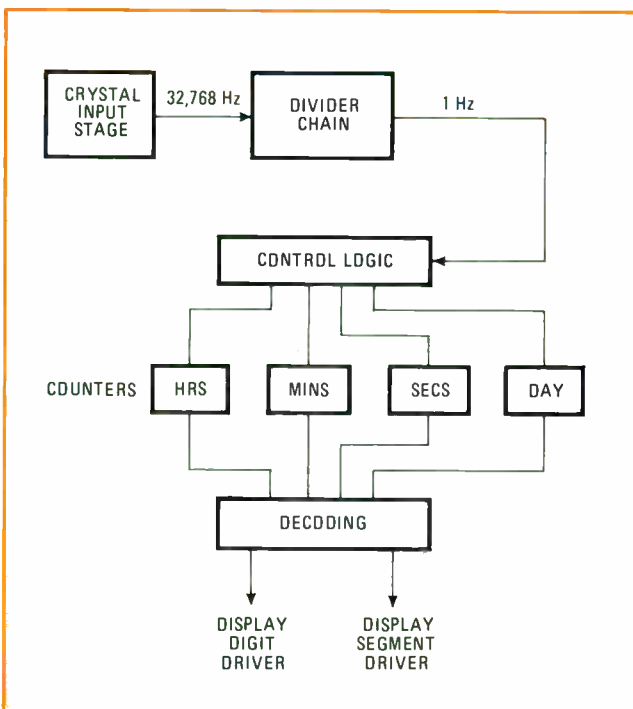 CRYSTAL
INPUT
STAGE
32,768 Hz
DIVIDER
CHAIN
1 Hz
CONTROL LOGIC
COUNTERS
HRS
MINS
SECS
DAY
DECODING
DISPLAY
DIGIT
DRIVER
DISPLAY
SEGMENT
DRIVER